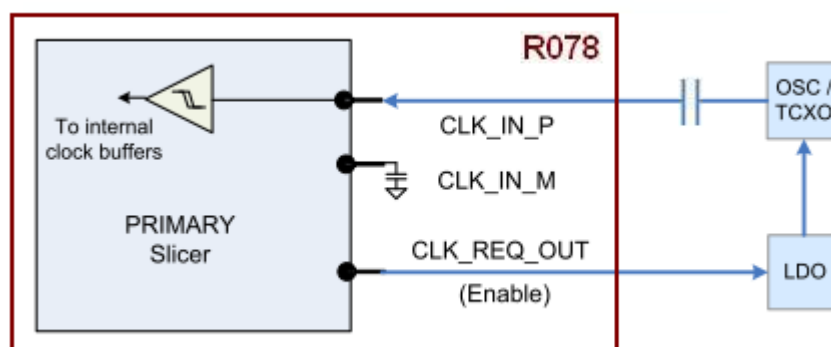 R078
OSC /
TCXO
To internal
clock buffers
CLK_IN_P
CLK_IN_M
PRIMARY
Slicer
CLK_REQ_OUT
(Enable)
LDO